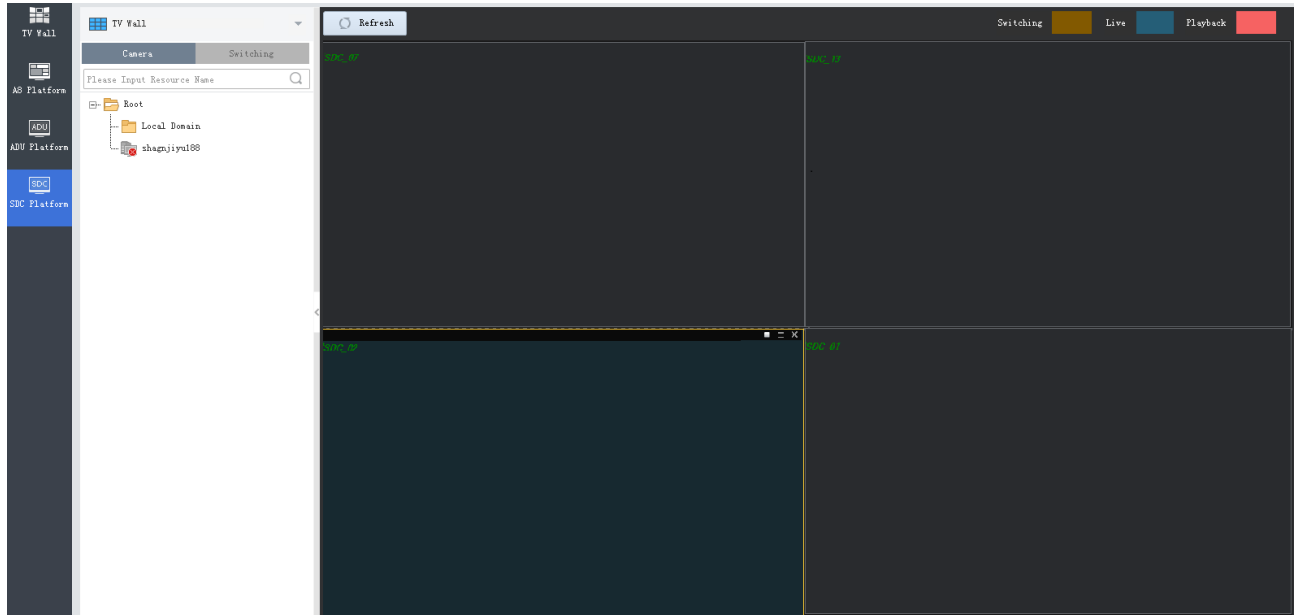 TV Wall
AS Platform
ADU
ADU Platform
SDC
SDC Platform
TV Wall
Camera Switching
Please Input Resource Name
Root
Local Domain
shagnjiyu188
Refresh
Switching Live Playback
SDC_07
SDC_13
SDC_09
SDC_01